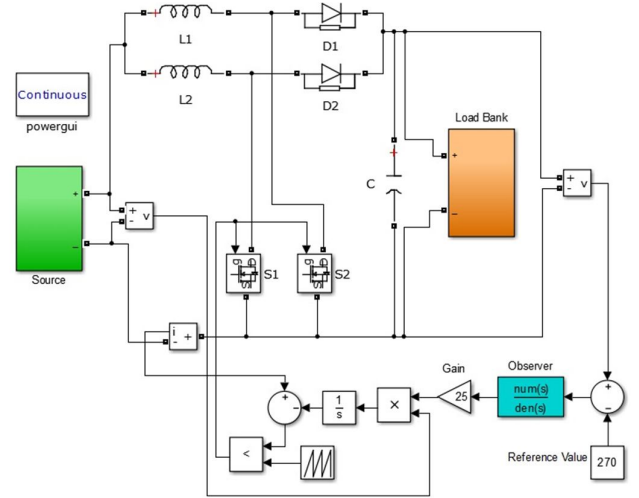 L1
D1
L2
D2
Continuous
powergui
Load Bank
+
−
C
+
−
v
+
-
v
+
-
Source
S1
S2
i
-
+
Gain
Observer
25
num(s)
den(s)
1
s
×
+
−
+
−
<
Reference Value
270